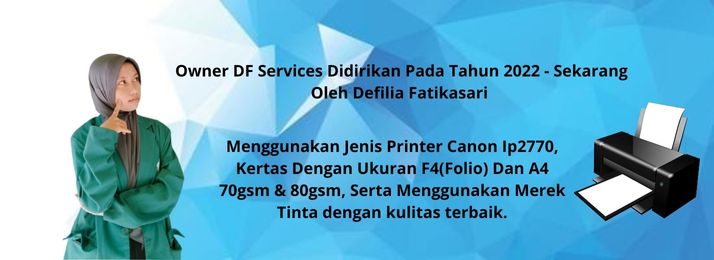 Owner DF Services Didirikan Pada Tahun 2022 - Sekarang
Oleh Defilia Fatikasari
Menggunakan Jenis Printer Canon Ip2770,
Kertas Dengan Ukuran F4(Folio) Dan A4
70gsm & 80gsm, Serta Menggunakan Merek
Tinta dengan kulitas terbaik.